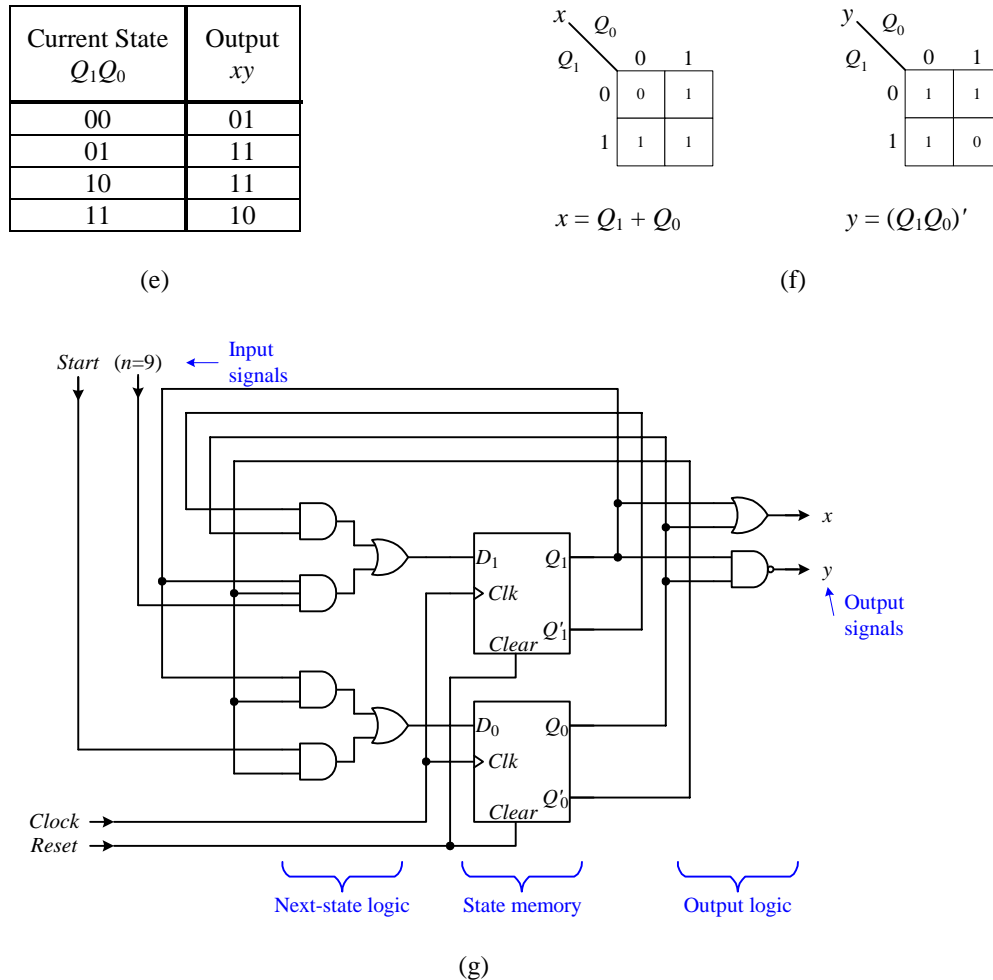 Current State Output
Q₁Q₀ xy
00 01
01 11
10 11
11 10
(e)
x Q₀
Q₁ 0 1
0 0 1
1 1 1
x = Q₁ + Q₀
y Q₀
Q₁ 0 1
0 1 1
1 1 0
y = (Q₁Q₀)′
(f)
Start (n=9) Input
signals
D₁ Q₁
Clk
Q′₁
Clear
D₀ Q₀
Clk
Q′₀
Clear
x
y
Output
signals
Clock
Reset
Next-state logic State memory Output logic
(g)